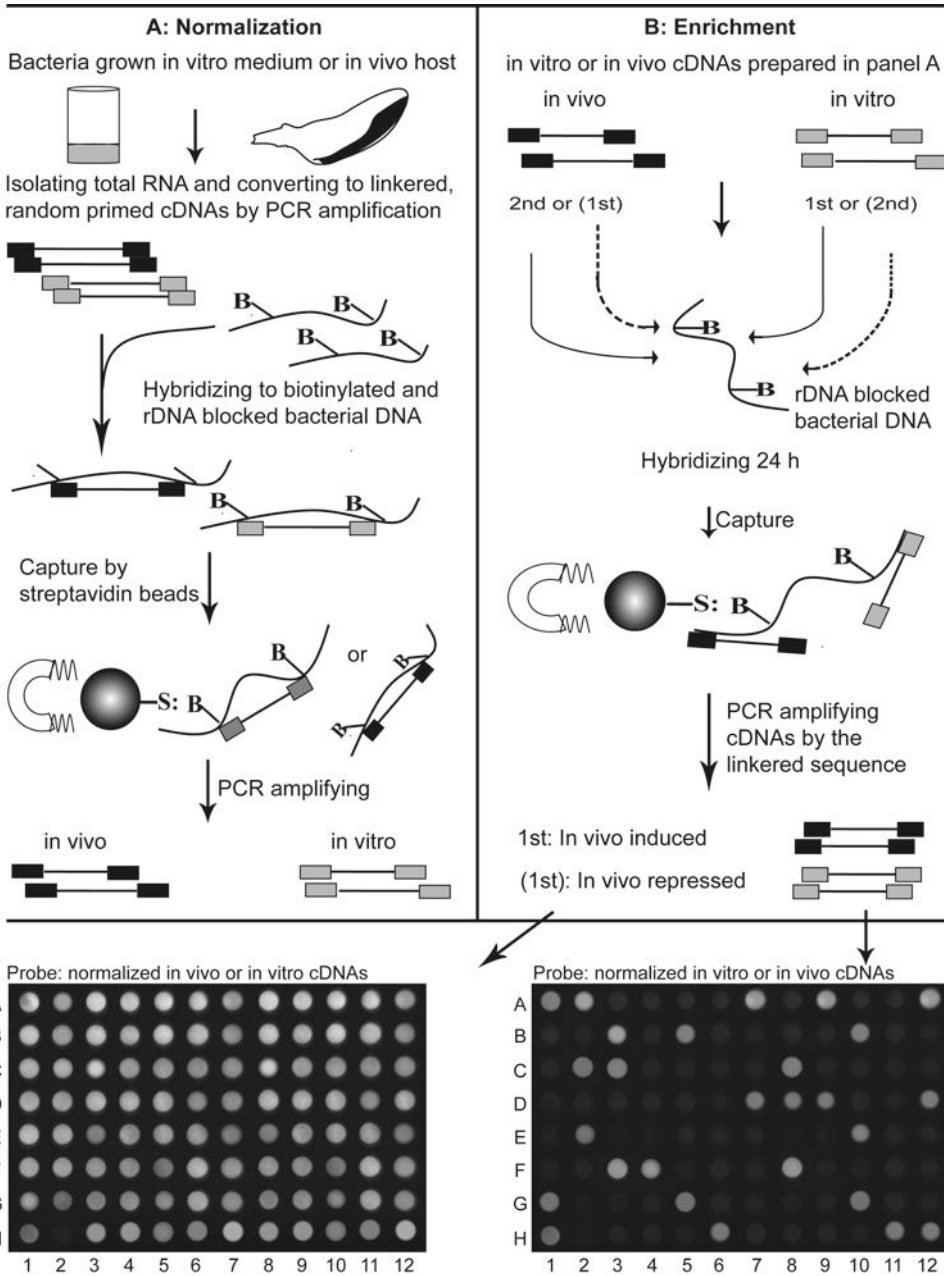 A: Normalization
Bacteria grown in vitro medium or in vivo host
Isolating total RNA and converting to linkered,
random primed cDNAs by PCR amplification
B
B
B
B
Hybridizing to biotinylated and
rDNA blocked bacterial DNA
B
B
Capture by
streptavidin beads
S: B
B
or
B
B
PCR amplifying
in vivo
in vitro
B: Enrichment
in vitro or in vivo cDNAs prepared in panel A
in vivo
in vitro
2nd or (1st)
1st or (2nd)
B
B
rDNA blocked
bacterial DNA
Hybridizing 24 h
Capture
B
S: B
PCR amplifying
cDNAs by the
linkered sequence
1st: In vivo induced
(1st): In vivo repressed
Probe: normalized in vivo or in vitro cDNAs
1 2 3 4 5 6 7 8 9 10 11 12
Probe: normalized in vitro or in vivo cDNAs
A
B
C
D
E
F
G
H
1 2 3 4 5 6 7 8 9 10 11 12